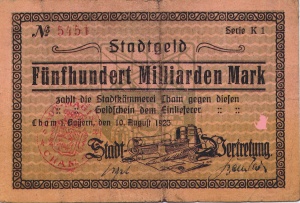 № 5451 Serie K 1
Stadtgeld
Fünfhundert Milliarden Mark
zahlt die Stadtkämmerei Cham gegen diesen
Geldschein dem Einlieferer.
Cham i. Bayern, den 10. August 1923
Stadt Vertretung